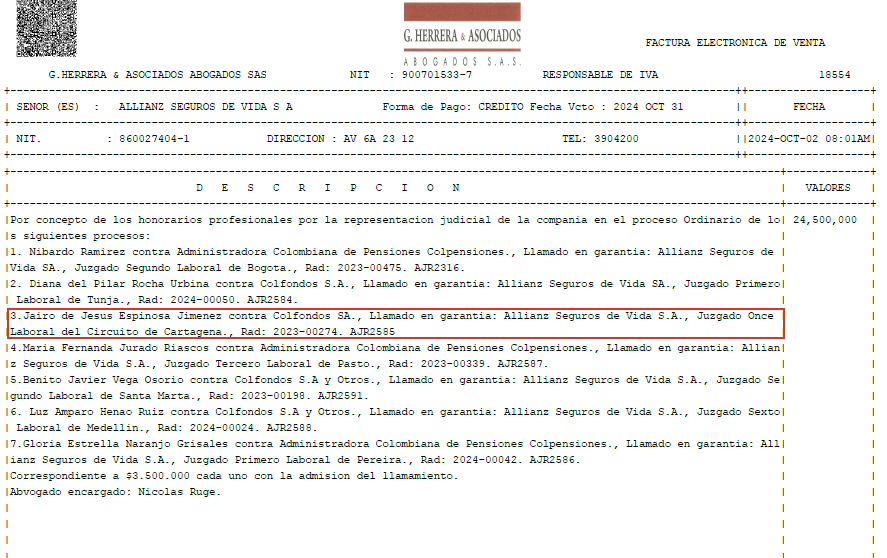 G. HERRERA & ASOCIADOS
ABOGADOS S.A.S.
FACTURA ELECTRONICA DE VENTA
G.HERRERA & ASOCIADOS ABOGADOS SAS NIT : 900701533-7 RESPONSABLE DE IVA 18554
SENOR (ES) : ALLIANZ SEGUROS DE VIDA S A Forma de Pago: CREDITO Fecha Vcto : 2024 OCT 31 FECHA
NIT. : 860027404-1 DIRECCION : AV 6A 23 12 TEL: 3904200 2024-OCT-02 08:01AM
D E S C R I P C I O N VALORES
Por concepto de los honorarios profesionales por la representacion judicial de la compania en el proceso Ordinario de lo 24,500,000
s siguientes procesos:
1. Nibardo Ramirez contra Administradora Colombiana de Pensiones Colpensiones., Llamado en garantia: Allianz Seguros de
Vida SA., Juzgado Segundo Laboral de Bogota., Rad: 2023-00475. AJR2316.
2. Diana del Pilar Rocha Urbina contra Colfondos S.A., Llamado en garantia: Allianz Seguros de Vida SA., Juzgado Primero
Laboral de Tunja., Rad: 2024-00050. AJR2584.
3.Jairo de Jesus Espinosa Jimenez contra Colfondos SA., Llamado en garantia: Allianz Seguros de Vida S.A., Juzgado Once
Laboral del Circuito de Cartagena., Rad: 2023-00274. AJR2585
4.Maria Fernanda Jurado Riascos contra Administradora Colombiana de Pensiones Colpensiones., Llamado en garantia: Allian
z Seguros de Vida S.A., Juzgado Tercero Laboral de Pasto., Rad: 2023-00339. AJR2587.
5.Benito Javier Vega Osorio contra Colfondos S.A y Otros., Llamado en garantia: Allianz Seguros de Vida S.A., Juzgado Se
gundo Laboral de Santa Marta., Rad: 2023-00198. AJR2591.
6. Luz Amparo Henao Ruiz contra Colfondos S.A y Otros., Llamado en garantia: Allianz Seguros de Vida S.A., Juzgado Sexto
Laboral de Medellin., Rad: 2024-00024. AJR2588.
7.Gloria Estrella Naranjo Grisales contra Administradora Colombiana de Pensiones Colpensiones., Llamado en garantia: All
ianz Seguros de Vida S.A., Juzgado Primero Laboral de Pereira., Rad: 2024-00042. AJR2586.
Correspondiente a $3.500.000 cada uno con la admision del llamamiento.
Abvogado encargado: Nicolas Ruge.